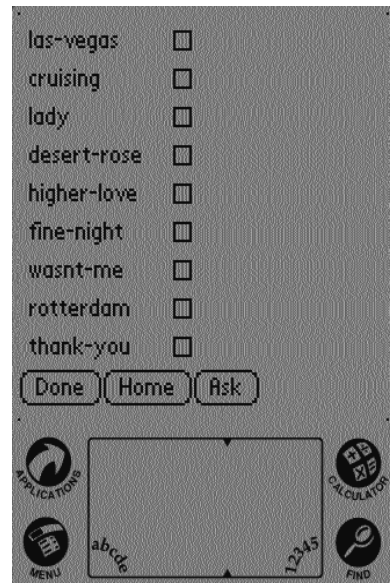 las-vegas
cruising
lady
desert-rose
higher-love
fine-night
wasnt-me
rotterdam
thank-you
Done Home Ask
APPLICATIONS
CALCULATOR
abcde
12345
MENU
FIND